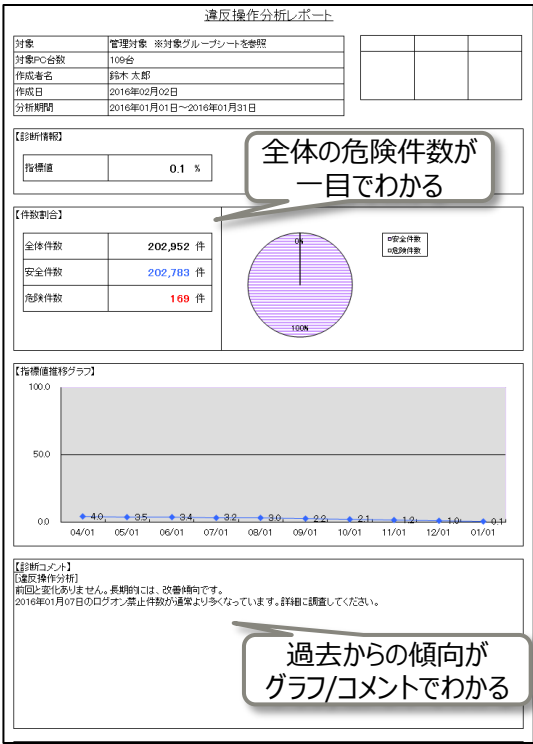 違反操作分析レポート
対象 管理対象 ※対象グループシートを参照
対象PC台数 109台
作成者名 鈴木 太郎
作成日 2016年02月02日
分析期間 2016年01月01日～2016年01月31日
【診断情報】
指標値 0.1 %
全体の危険件数が
一目でわかる
【件数割合】
全体件数 202,952 件
安全件数 202,783 件
危険件数 169 件
0%
100%
安全件数
危険件数
【指標値推移グラフ】
100.0
50.0
0.0
4.0 3.5 3.4 3.2 3.0 2.2 2.1 1.2 1.0 0.1
04/01 05/01 06/01 07/01 08/01 09/01 10/01 11/01 12/01 01/01
【診断コメント】
[違反操作分析]
前回と変化ありません。長期的には、改善傾向です。
2016年01月07日のログオン禁止件数が通常より多くなっています。詳細に調査してください。
過去からの傾向が
グラフ/コメントでわかる